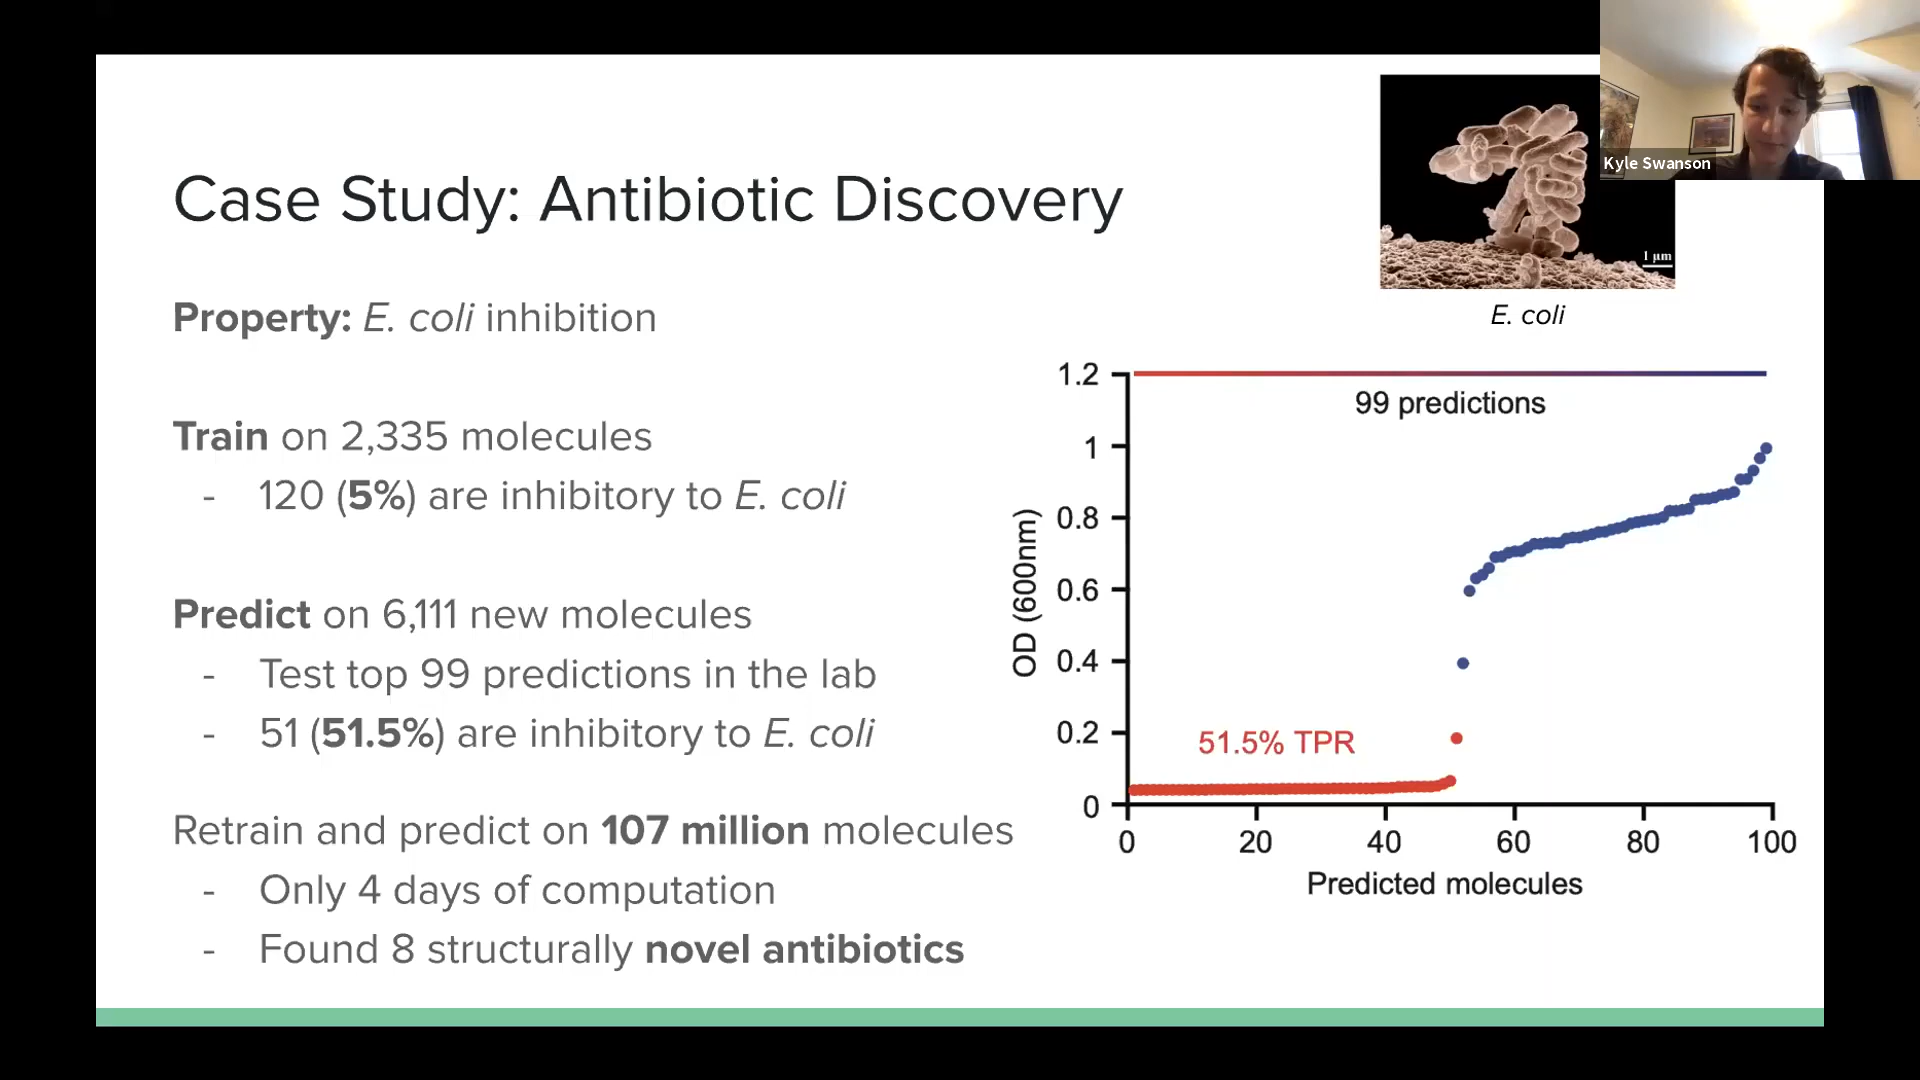 Kyle Swanson
1 μm
E. coli
Case Study: Antibiotic Discovery
Property: E. coli inhibition
Train on 2,335 molecules
- 120 (5%) are inhibitory to E. coli
Predict on 6,111 new molecules
- Test top 99 predictions in the lab
- 51 (51.5%) are inhibitory to E. coli
Retrain and predict on 107 million molecules
- Only 4 days of computation
- Found 8 structurally novel antibiotics
99 predictions
OD (600nm)
1.2
1
0.8
0.6
0.4
0.2
0
51.5% TPR
0 20 40 60 80 100
Predicted molecules